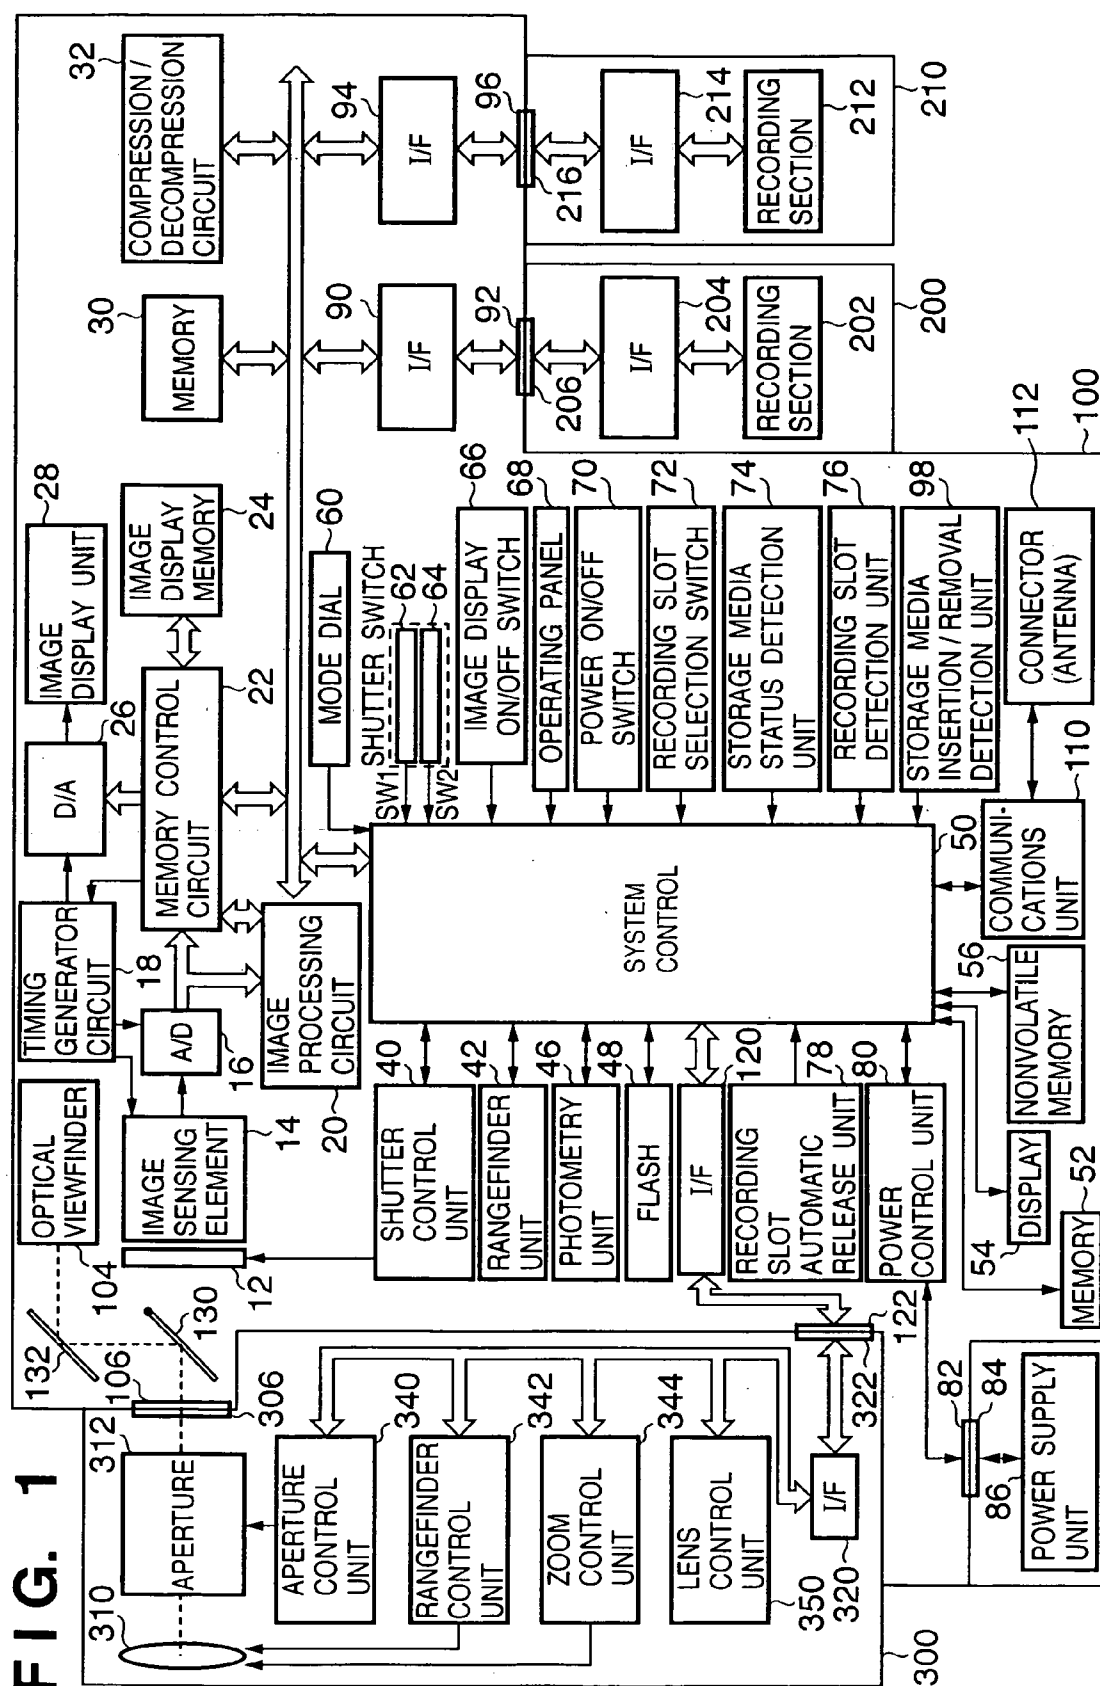 FIG. 1
310
312
APERTURE
106
306
132
130
104
12
OPTICAL
VIEWFINDER
IMAGE
SENSING
ELEMENT
14
TIMING
GENERATOR
CIRCUIT
18
A/D
16
D/A
26
IMAGE
DISPLAY UNIT
28
MEMORY CONTROL
CIRCUIT
22
IMAGE
DISPLAY
MEMORY
24
IMAGE
PROCESSING
CIRCUIT
20
MEMORY
30
COMPRESSION /
DECOMPRESSION
CIRCUIT
32
APERTURE
CONTROL
UNIT
340
RANGEFINDER
CONTROL
UNIT
342
ZOOM
CONTROL
UNIT
344
LENS
CONTROL
UNIT
350
I/F
320
322
122
300
SHUTTER
CONTROL
UNIT
40
RANGEFINDER
UNIT
42
PHOTOMETRY
UNIT
46
FLASH
48
I/F
120
RECORDING
SLOT
AUTOMATIC
RELEASE UNIT
78
POWER
CONTROL UNIT
80
82
84
86
POWER SUPPLY
UNIT
SYSTEM
CONTROL
50
MEMORY
52
DISPLAY
54
NONVOLATILE
MEMORY
56
COMMUNI-
CATIONS
UNIT
110
CONNECTOR
(ANTENNA)
112
MODE DIAL
60
SHUTTER SWITCH
SW1
62
SW2
64
IMAGE DISPLAY
ON/OFF SWITCH
66
OPERATING PANEL
68
POWER ON/OFF
SWITCH
70
RECORDING SLOT
SELECTION SWITCH
72
STORAGE MEDIA
STATUS DETECTION
UNIT
74
RECORDING SLOT
DETECTION UNIT
76
STORAGE MEDIA
INSERTION/REMOVAL
DETECTION UNIT
98
I/F
90
92
206
I/F
204
RECORDING
SECTION
202
200
I/F
94
96
216
I/F
214
RECORDING
SECTION
212
210
100